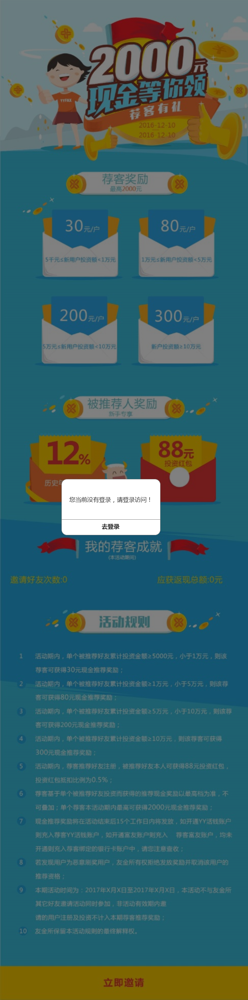 2000元
现金等你领
YYFAX
荐客有礼
2016-12-10
2016-12-10
荐客奖励
最高2000元
30元/户
80元/户
5千元≤新用户投资额<1万元
1万元≤新用户投资额<5万元
200元/户
300元/户
5万元≤新用户投资额<10万元
新户投资额≥10万元
被推荐人奖励
新手专享
12%
88元
投资红包
历史年
您当前没有登录，请登录访问！
去登录
我的荐客成就
(本活动期间)
邀请好友次数:0
应获返现总额:0元
活动规则
1 活动期内，单个被推荐好友累计投资金额≥5000元，小于1万元，则该
荐客可获得30元现金推荐奖励；
2 活动期内，单个被推荐好友累计投资金额≥1万元，小于5万元，则该荐
客可获得80元现金推荐奖励；
3 活动期内，单个被推荐好友累计投资金额≥5万元，小于10万元，则该荐
客可获得200元现金推荐奖励；
4 活动期内，单个被推荐好友累计投资金额≥10万元，则该荐客可获得
300元现金推荐奖励；
5 活动期内，荐客推荐好友注册，被推荐好友本人可获得88元投资红包，
投资红包抵扣比例为0.5%；
6 荐客基于单个被推荐好友投资而获得的推荐现金奖励以最高档为准，不
可叠加；单个荐客本活动期内最高可获得2000元现金推荐奖励；
7 现金推荐奖励将在活动结束后15个工作日内将发放，如开通YY活钱账户
则充入荐客YY活钱账户，如开通富友账户则充入 荐客富友账户，均未
开通则充入荐客绑定的银行卡账户中，请您注意查收；
8 若发现用户为恶意刷奖用户，友金所有权拒绝发放奖励并取消该用户的
推荐资格；
9 本期活动时间为：2017年X月X日至2017年X月X日，本活动不与友金所
其它好友邀请活动同时参加，非活动有效期内邀
请的用户注册及投资不计入本期荐客推荐奖励；
10 友金所保留本活动规则的最终解释权。
立即邀请